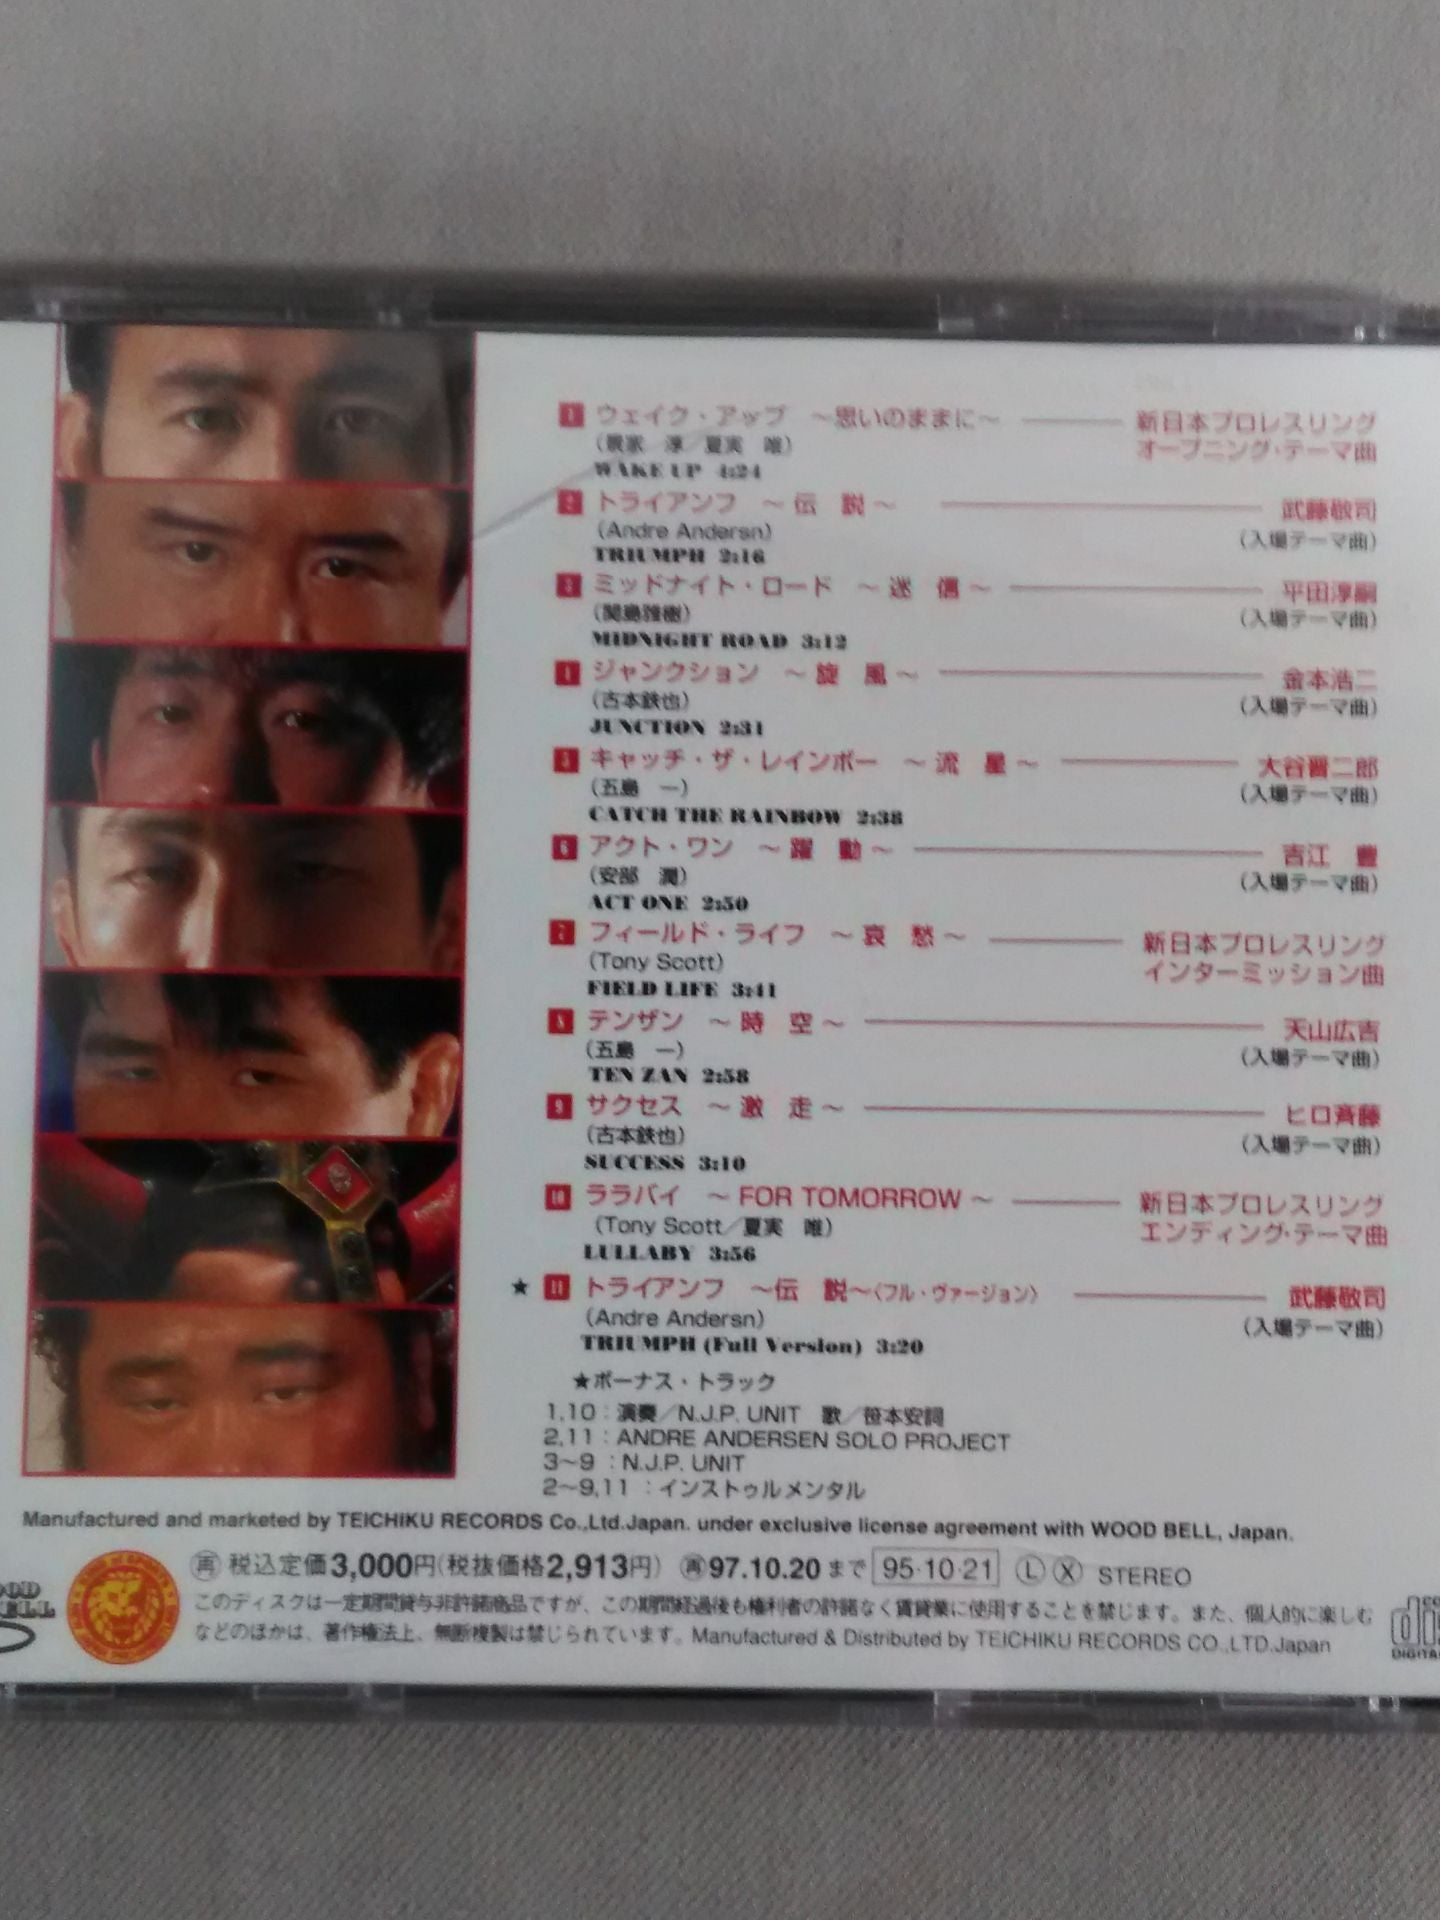 1 ウェイク・アップ ～思いのままに～ 新日本プロレスリング
オープニング・テーマ曲
淳／夏実 唯）
WAKE UP 4:24
2 トライアンフ ～伝 説～ 武藤敬司
(Andre Andersn) （入場テーマ曲）
TRIUMPH 2:16
3 ミッドナイト・ロード ～迷 信～ 平田淳嗣
（関島雅樹） （入場テーマ曲）
MIDNIGHT ROAD 3:12
4 ジャンクション ～旋 風～ 金本浩二
（古本鉄也） （入場テーマ曲）
JUNCTION 2:31
5 キャッチ・ザ・レインボー ～流 星～ 大谷晋二郎
（五島 一） （入場テーマ曲）
CATCH THE RAINBOW 2:38
6 アクト・ワン ～躍 動～ 吉江 豊
（安部 潤） （入場テーマ曲）
ACT ONE 2:50
7 フィールド・ライフ ～哀 愁～ 新日本プロレスリング
(Tony Scott) インターミッション曲
FIELD LIFE 3:41
8 テンザン ～時 空～ 天山広吉
（五島 一） （入場テーマ曲）
TEN ZAN 2:58
9 サクセス ～激 走～ ヒロ斉藤
（古本鉄也） （入場テーマ曲）
SUCCESS 3:10
10 ララバイ ～FOR TOMORROW～ 新日本プロレスリング
（Tony Scott／夏実 唯） エンディング・テーマ曲
LULLABY 3:56
★ 11 トライアンフ ～伝 説～〈フル・ヴァージョン〉 武藤敬司
(Andre Andersn) （入場テーマ曲）
TRIUMPH (Full Version) 3:20
★ボーナス・トラック
1,10：演奏／N.J.P. UNIT 歌／笹本安詞
2,11：ANDRE ANDERSEN SOLO PROJECT
3～9：N.J.P. UNIT
2～9,11：インストゥルメンタル
Manufactured and marketed by TEICHIKU RECORDS Co.,Ltd.Japan. under exclusive license agreement with WOOD BELL, Japan.
再 税込定価3,000円（税抜価格2,913円） 再97.10.20まで 95·10·21 L X STEREO
このディスクは一定期間貸与非許諾商品ですが、この期間経過後も権利者の許諾なく賃貸業に使用することを禁じます。また、個人的に楽しむ
などのほかは、著作権法上、無断複製は禁じられています。Manufactured & Distributed by TEICHIKU RECORDS CO.,LTD.Japan